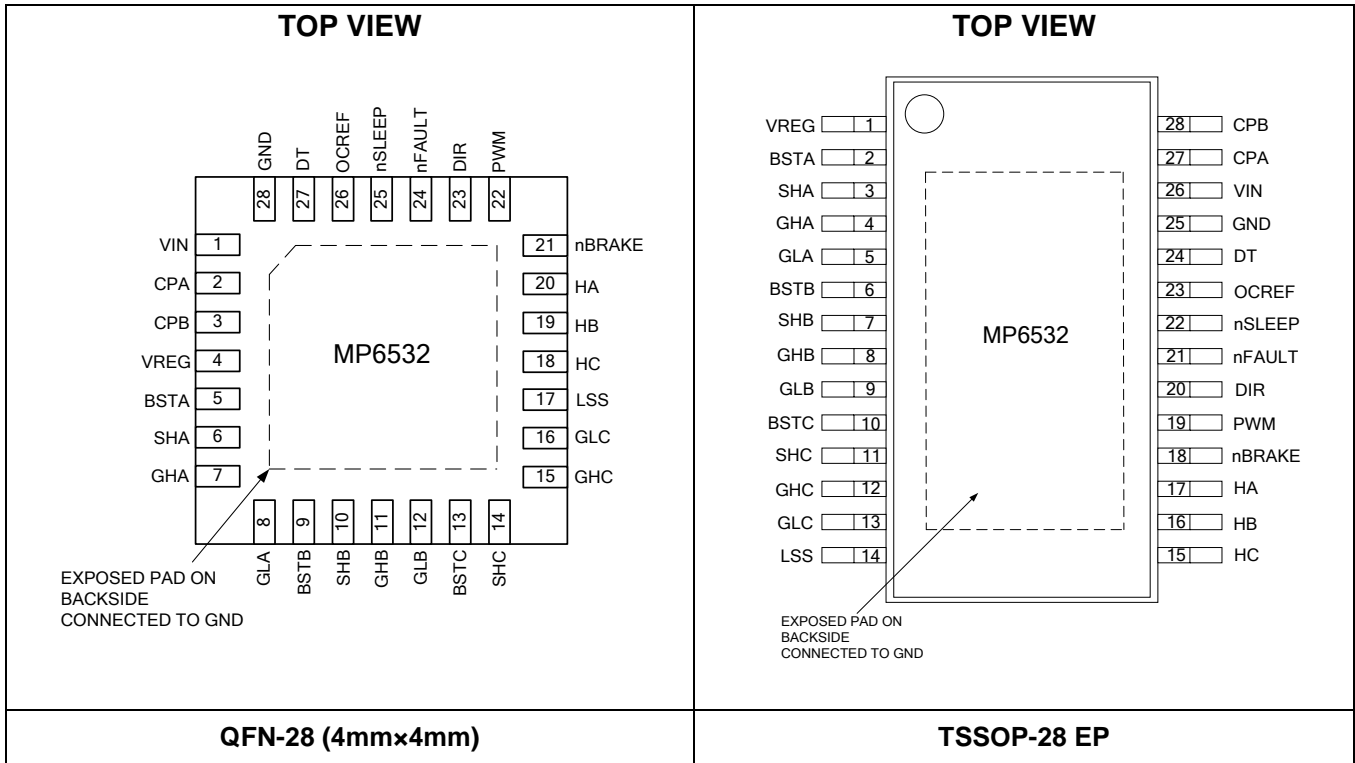 TOP VIEW
28 GND
27 DT
26 OCREF
25 nSLEEP
24 nFAULT
23 DIR
22 PWM
VIN 1
CPA 2
CPB 3
VREG 4
BSTA 5
SHA 6
GHA 7
MP6532
21 nBRAKE
20 HA
19 HB
18 HC
17 LSS
16 GLC
15 GHC
8 GLA
9 BSTB
10 SHB
11 GHB
12 GLB
13 BSTC
14 SHC
EXPOSED PAD ON
BACKSIDE
CONNECTED TO GND
QFN-28 (4mm×4mm)
TOP VIEW
VREG 1
BSTA 2
SHA 3
GHA 4
GLA 5
BSTB 6
SHB 7
GHB 8
GLB 9
BSTC 10
SHC 11
GHC 12
GLC 13
LSS 14
MP6532
28 CPB
27 CPA
26 VIN
25 GND
24 DT
23 OCREF
22 nSLEEP
21 nFAULT
20 DIR
19 PWM
18 nBRAKE
17 HA
16 HB
15 HC
EXPOSED PAD ON
BACKSIDE
CONNECTED TO GND
TSSOP-28 EP